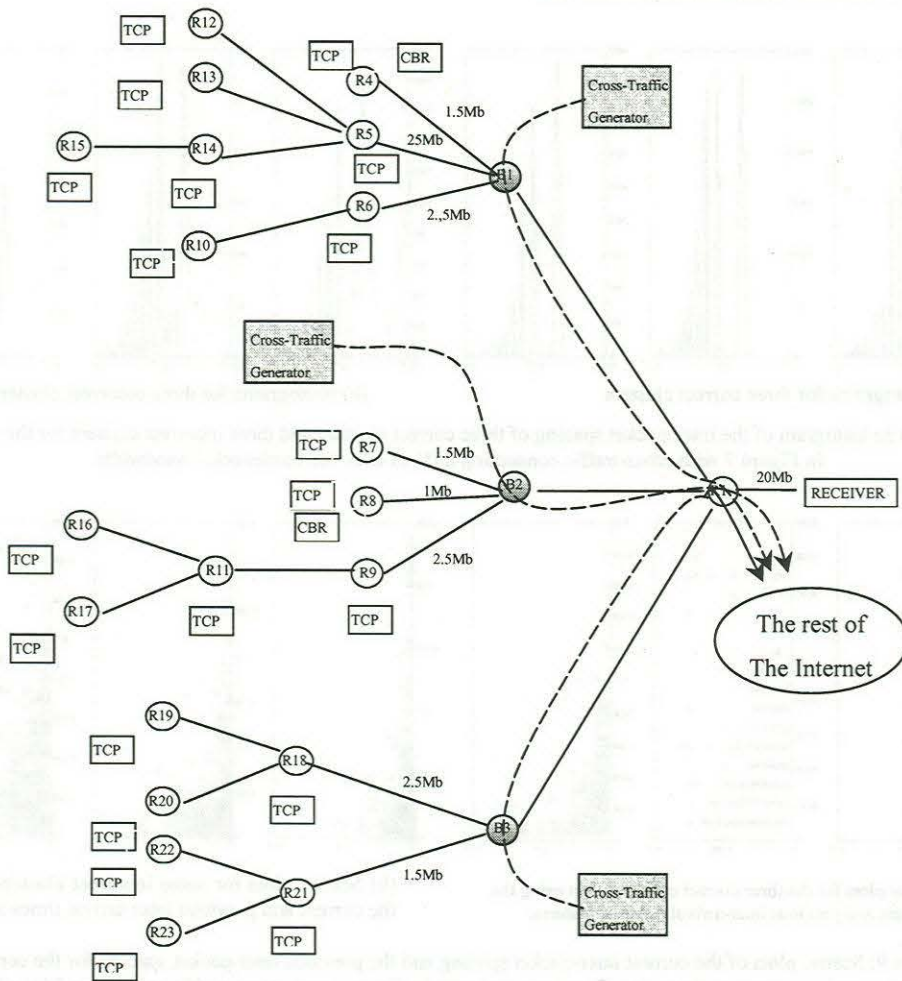 R12
TCP
R13
TCP
TCP
R4
CBR
1.5Mb
Cross-Traffic
Generator
R15
R14
R5
25Mb
TCP
TCP
TCP
B1
R6
2.,5Mb
R10
TCP
TCP
Cross-Traffic
Generator
TCP
R7
1.5Mb
B2
20Mb
RECEIVER
TCP
R8
1Mb
CBR
R16
TCP
R11
R9
2.5Mb
R17
TCP
TCP
TCP
The rest of
The Internet
R19
TCP
R18
2.5Mb
R20
TCP
TCP
B3
R22
TCP
R21
1.5Mb
R23
TCP
TCP
Cross-Traffic
Generator